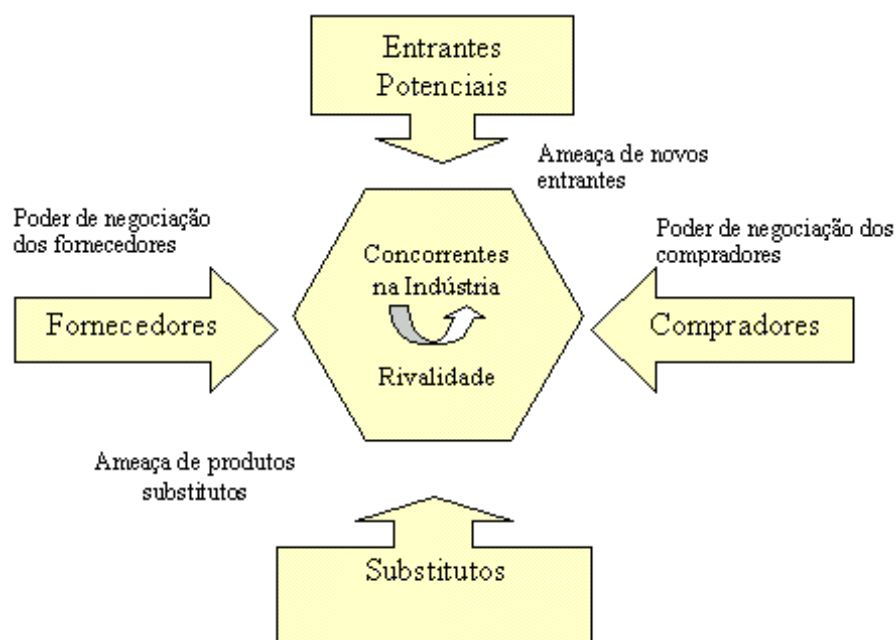 Entrantes
Potenciais
Ameaça de novos
entrantes
Poder de negociação
dos fornecedores
Poder de negociação dos
compradores
Concorrentes
na Indústria
Fornecedores
Compradores
Rivalidade
Ameaça de produtos
substitutos
Substitutos